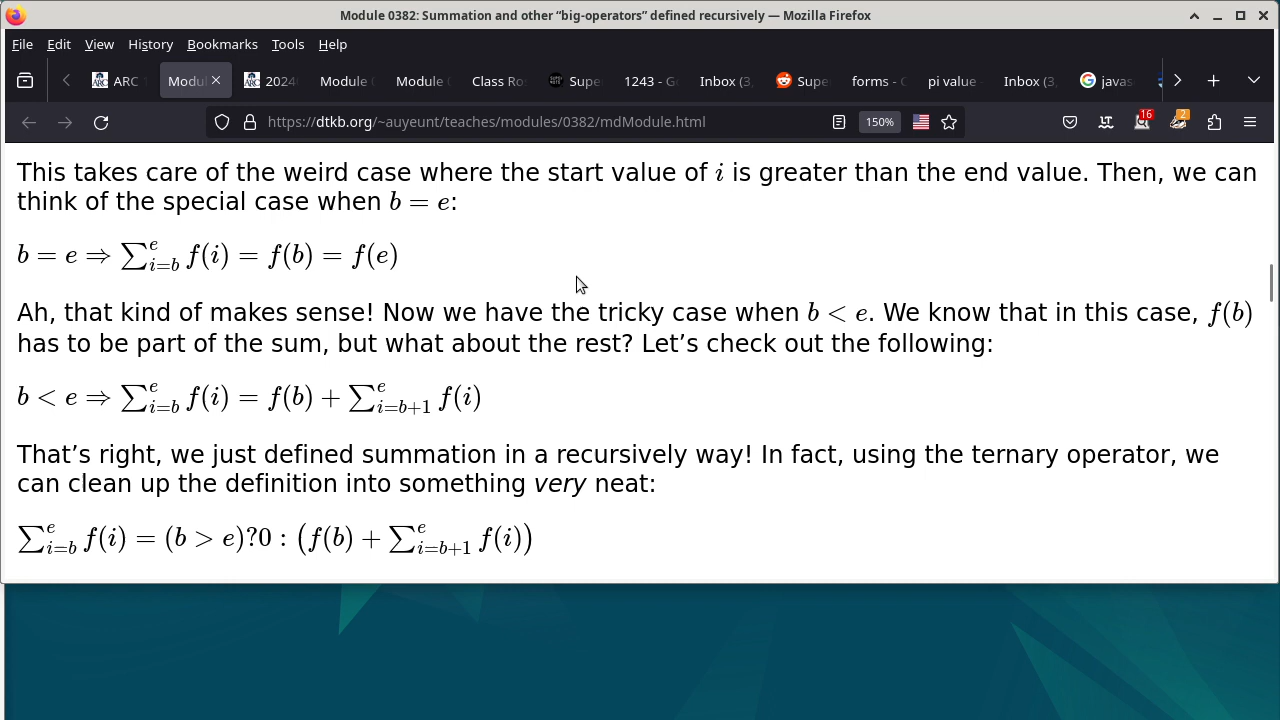 Module 0382: Summation and other “big-operators” defined recursively — Mozilla Firefox
File Edit View History Bookmarks Tools Help
ARC Modul 2024 Module Module Class Ro Supe 1243 - G Inbox (3, Supe forms - pi value Inbox (3, javas
https://dtkb.org/~auyeunt/teaches/modules/0382/mdModule.html 150% 16 2
This takes care of the weird case where the start value of i is greater than the end value. Then, we can
think of the special case when b = e:
b = e ⇒ ∑_{i=b}^{e} f(i) = f(b) = f(e)
Ah, that kind of makes sense! Now we have the tricky case when b < e. We know that in this case, f(b)
has to be part of the sum, but what about the rest? Let’s check out the following:
b < e ⇒ ∑_{i=b}^{e} f(i) = f(b) + ∑_{i=b+1}^{e} f(i)
That’s right, we just defined summation in a recursively way! In fact, using the ternary operator, we
can clean up the definition into something very neat:
∑_{i=b}^{e} f(i) = (b > e)?0 : (f(b) + ∑_{i=b+1}^{e} f(i))